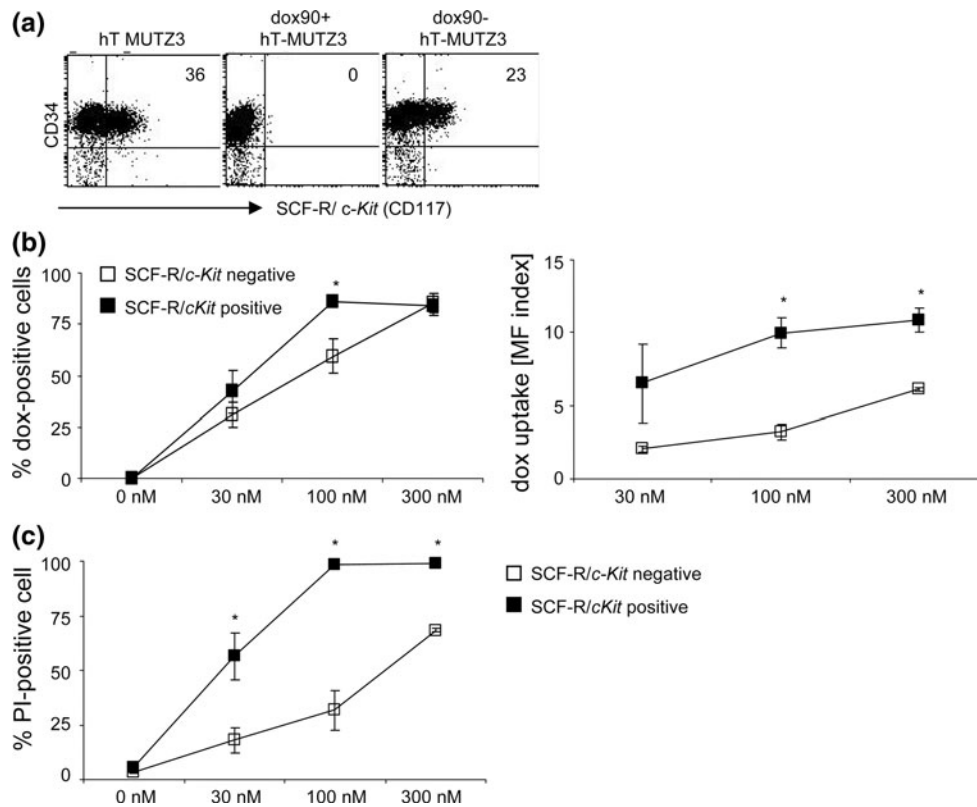 (a)
hT MUTZ3
dox90+
hT-MUTZ3
dox90-
hT-MUTZ3
36
0
23
CD34
SCF-R/ c-Kit (CD117)
(b)
100
75
50
25
0
% dox-positive cells
SCF-R/c-Kit negative
SCF-R/cKit positive
*
0 nM
30 nM
100 nM
300 nM
15
10
5
0
dox uptake [MF index]
*
*
30 nM
100 nM
300 nM
(c)
100
75
50
25
0
% PI-positive cell
*
*
*
0 nM
30 nM
100 nM
300 nM
SCF-R/c-Kit negative
SCF-R/cKit positive